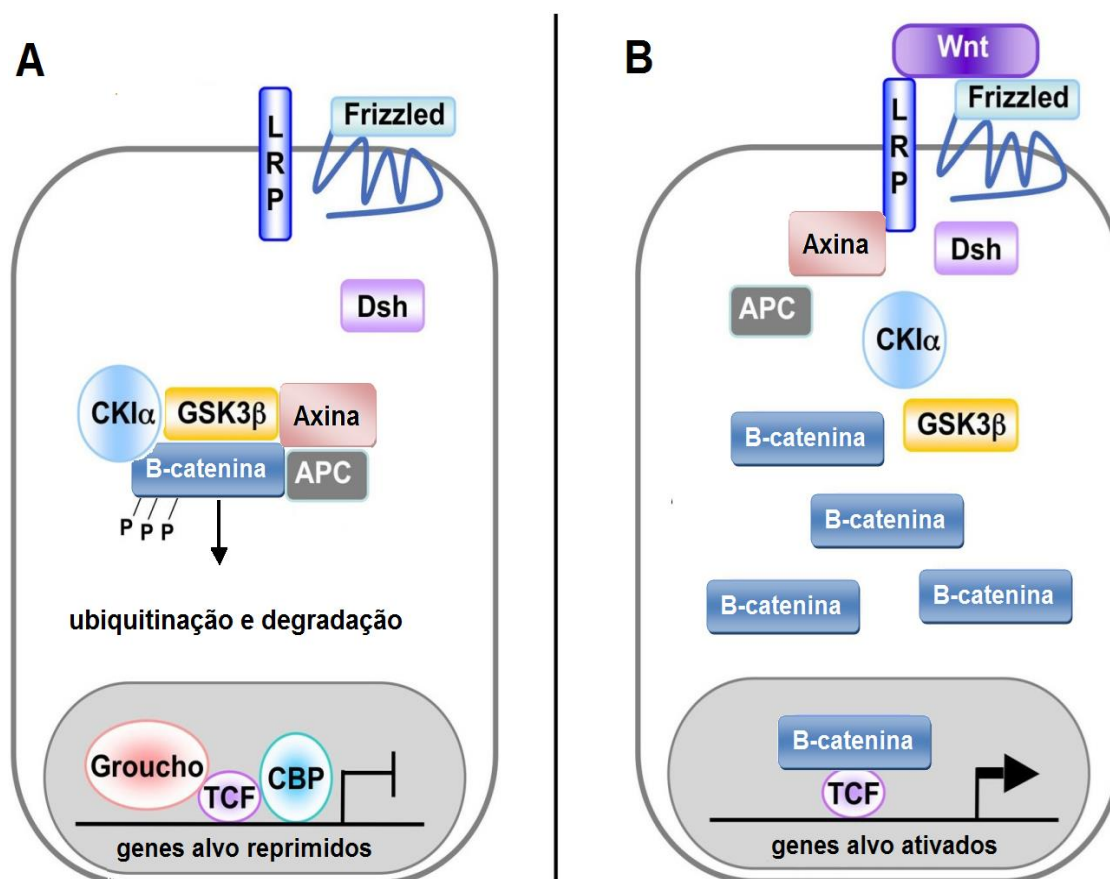 A
L
R
P
Frizzled
Dsh
CKIα
GSK3β
Axina
B-catenina
APC
P P P
ubiquitinação e degradação
Groucho
TCF
CBP
genes alvo reprimidos
B
Wnt
L
R
P
Frizzled
Axina
Dsh
APC
CKIα
B-catenina
GSK3β
B-catenina
B-catenina
B-catenina
B-catenina
TCF
genes alvo ativados